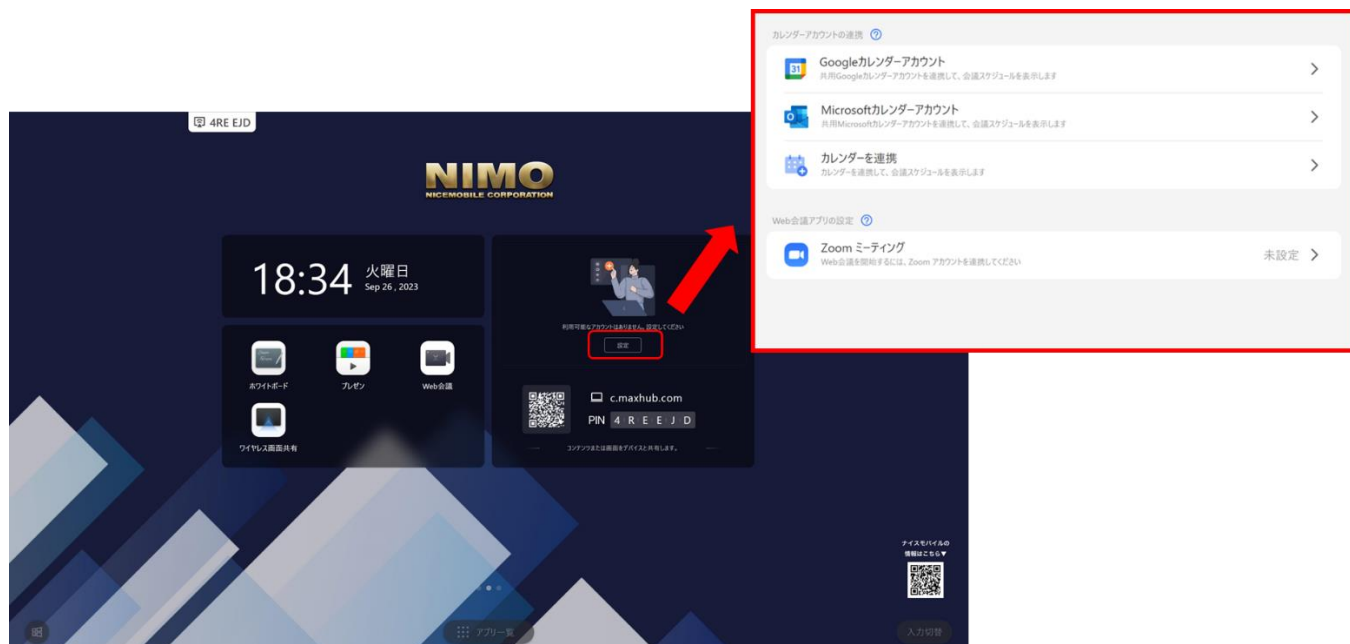 カレンダーアカウントの連携 ?
31
Googleカレンダーアカウント
共用Googleカレンダーアカウントを連携して、会議スケジュールを表示します
Microsoftカレンダーアカウント
共用Microsoftカレンダーアカウントを連携して、会議スケジュールを表示します
カレンダーを連携
カレンダーを連携して、会議スケジュールを表示します
Web会議アプリの設定 ?
Zoom ミーティング
Web会議を開始するには、Zoom アカウントを連携してください
未設定
4RE EJD
NIMO
NICEMOBILE CORPORATION
18:34 火曜日
Sep 26 , 2023
ホワイトボード
プレゼン
Web会議
ワイヤレス画面共有
利用可能なアカウントはありません。設定してください
設定
c.maxhub.com
PIN 4 R E E J D
コンテンツまたは画面をデバイスと共有します。
ナイスモバイルの
情報はこちら▼
アプリ一覧
入力切替